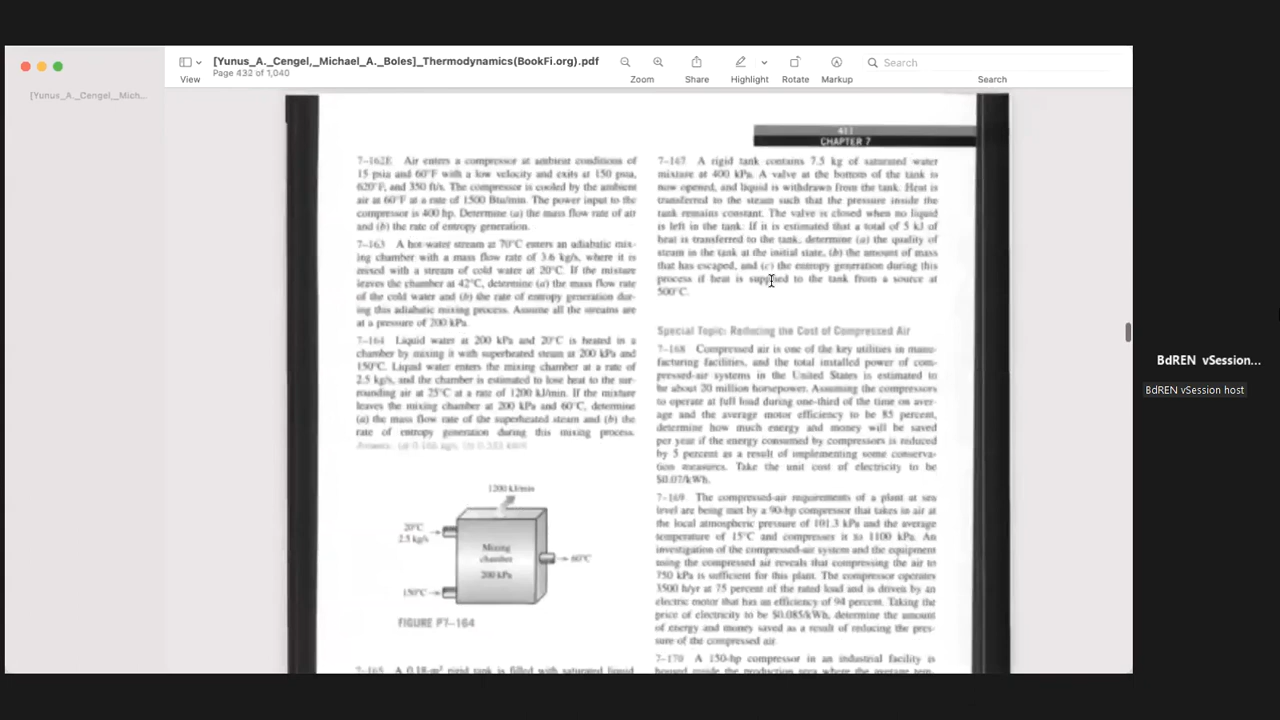 [Yunus_A._Cengel,_Michael_A._Boles]_Thermodynamics(BookFi.org).pdf
Page 432 of 1,040
View
Zoom
Share
Highlight
Rotate
Markup
Search
Search
[Yunus_A._Cengel,_Mich...
411
CHAPTER 7
7-162E Air enters a compressor at ambient conditions of
15 psia and 60°F with a low velocity and exits at 150 psia,
620°F, and 350 ft/s. The compressor is cooled by the ambient
air at 60°F at a rate of 1500 Btu/min. The power input to the
compressor is 400 hp. Determine (a) the mass flow rate of air
and (b) the rate of entropy generation.
7-163 A hot-water stream at 70°C enters an adiabatic mix-
ing chamber with a mass flow rate of 3.6 kg/s, where it is
mixed with a stream of cold water at 20°C. If the mixture
leaves the chamber at 42°C, determine (a) the mass flow rate
of the cold water and (b) the rate of entropy generation dur-
ing this adiabatic mixing process. Assume all the streams are
at a pressure of 200 kPa.
7-164 Liquid water at 200 kPa and 20°C is heated in a
chamber by mixing it with superheated steam at 200 kPa and
150°C. Liquid water enters the mixing chamber at a rate of
2.5 kg/s, and the chamber is estimated to lose heat to the sur-
rounding air at 25°C at a rate of 1200 kJ/min. If the mixture
leaves the mixing chamber at 200 kPa and 60°C, determine
(a) the mass flow rate of the superheated steam and (b) the
rate of entropy generation during this mixing process.
1200 kJ/min
20°C
2.5 kg/s
Mixing
chamber
200 kPa
60°C
150°C
FIGURE P7-164
7-165 A 0.18-m³ rigid tank is filled with saturated liquid
7-167 A rigid tank contains 7.5 kg of saturated water
mixture at 400 kPa. A valve at the bottom of the tank is
now opened, and liquid is withdrawn from the tank. Heat is
transferred to the steam such that the pressure inside the
tank remains constant. The valve is closed when no liquid
is left in the tank. If it is estimated that a total of 5 kJ of
heat is transferred to the tank, determine (a) the quality of
steam in the tank at the initial state, (b) the amount of mass
that has escaped, and (c) the entropy generation during this
process if heat is supplied to the tank from a source at
500°C.
Special Topic: Reducing the Cost of Compressed Air
7-168 Compressed air is one of the key utilities in manu-
facturing facilities, and the total installed power of com-
pressed-air systems in the United States is estimated to
be about 20 million horsepower. Assuming the compressors
to operate at full load during one-third of the time on aver-
age and the average motor efficiency to be 85 percent,
determine how much energy and money will be saved
per year if the energy consumed by compressors is reduced
by 5 percent as a result of implementing some conserva-
tion measures. Take the unit cost of electricity to be
$0.07/kWh.
7-169 The compressed-air requirements of a plant at sea
level are being met by a 90-hp compressor that takes in air at
the local atmospheric pressure of 101.3 kPa and the average
temperature of 15°C and compresses it to 1100 kPa. An
investigation of the compressed-air system and the equipment
using the compressed air reveals that compressing the air to
750 kPa is sufficient for this plant. The compressor operates
3500 h/yr at 75 percent of the rated load and is driven by an
electric motor that has an efficiency of 94 percent. Taking the
price of electricity to be $0.085/kWh, determine the amount
of energy and money saved as a result of reducing the pres-
sure of the compressed air.
7-170 A 150-hp compressor in an industrial facility is
housed inside the production area where the average tem-
BdREN vSession...
BdREN vSession host